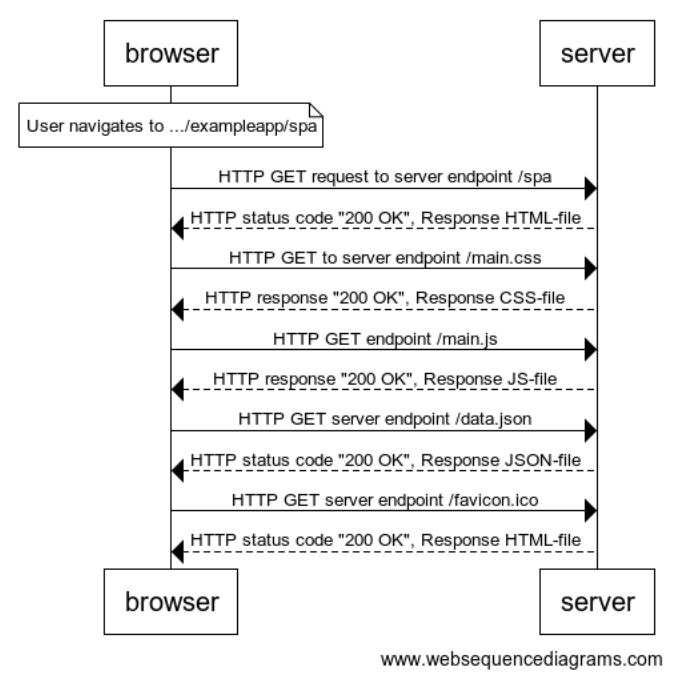 browser
server
User navigates to .../exampleapp/spa
HTTP GET request to server endpoint /spa
HTTP status code "200 OK", Response HTML-file
HTTP GET to server endpoint /main.css
HTTP response "200 OK", Response CSS-file
HTTP GET endpoint /main.js
HTTP response "200 OK", Response JS-file
HTTP GET server endpoint /data.json
HTTP status code "200 OK", Response JSON-file
HTTP GET server endpoint /favicon.ico
HTTP status code "200 OK", Response HTML-file
browser
server
www.websequencediagrams.com